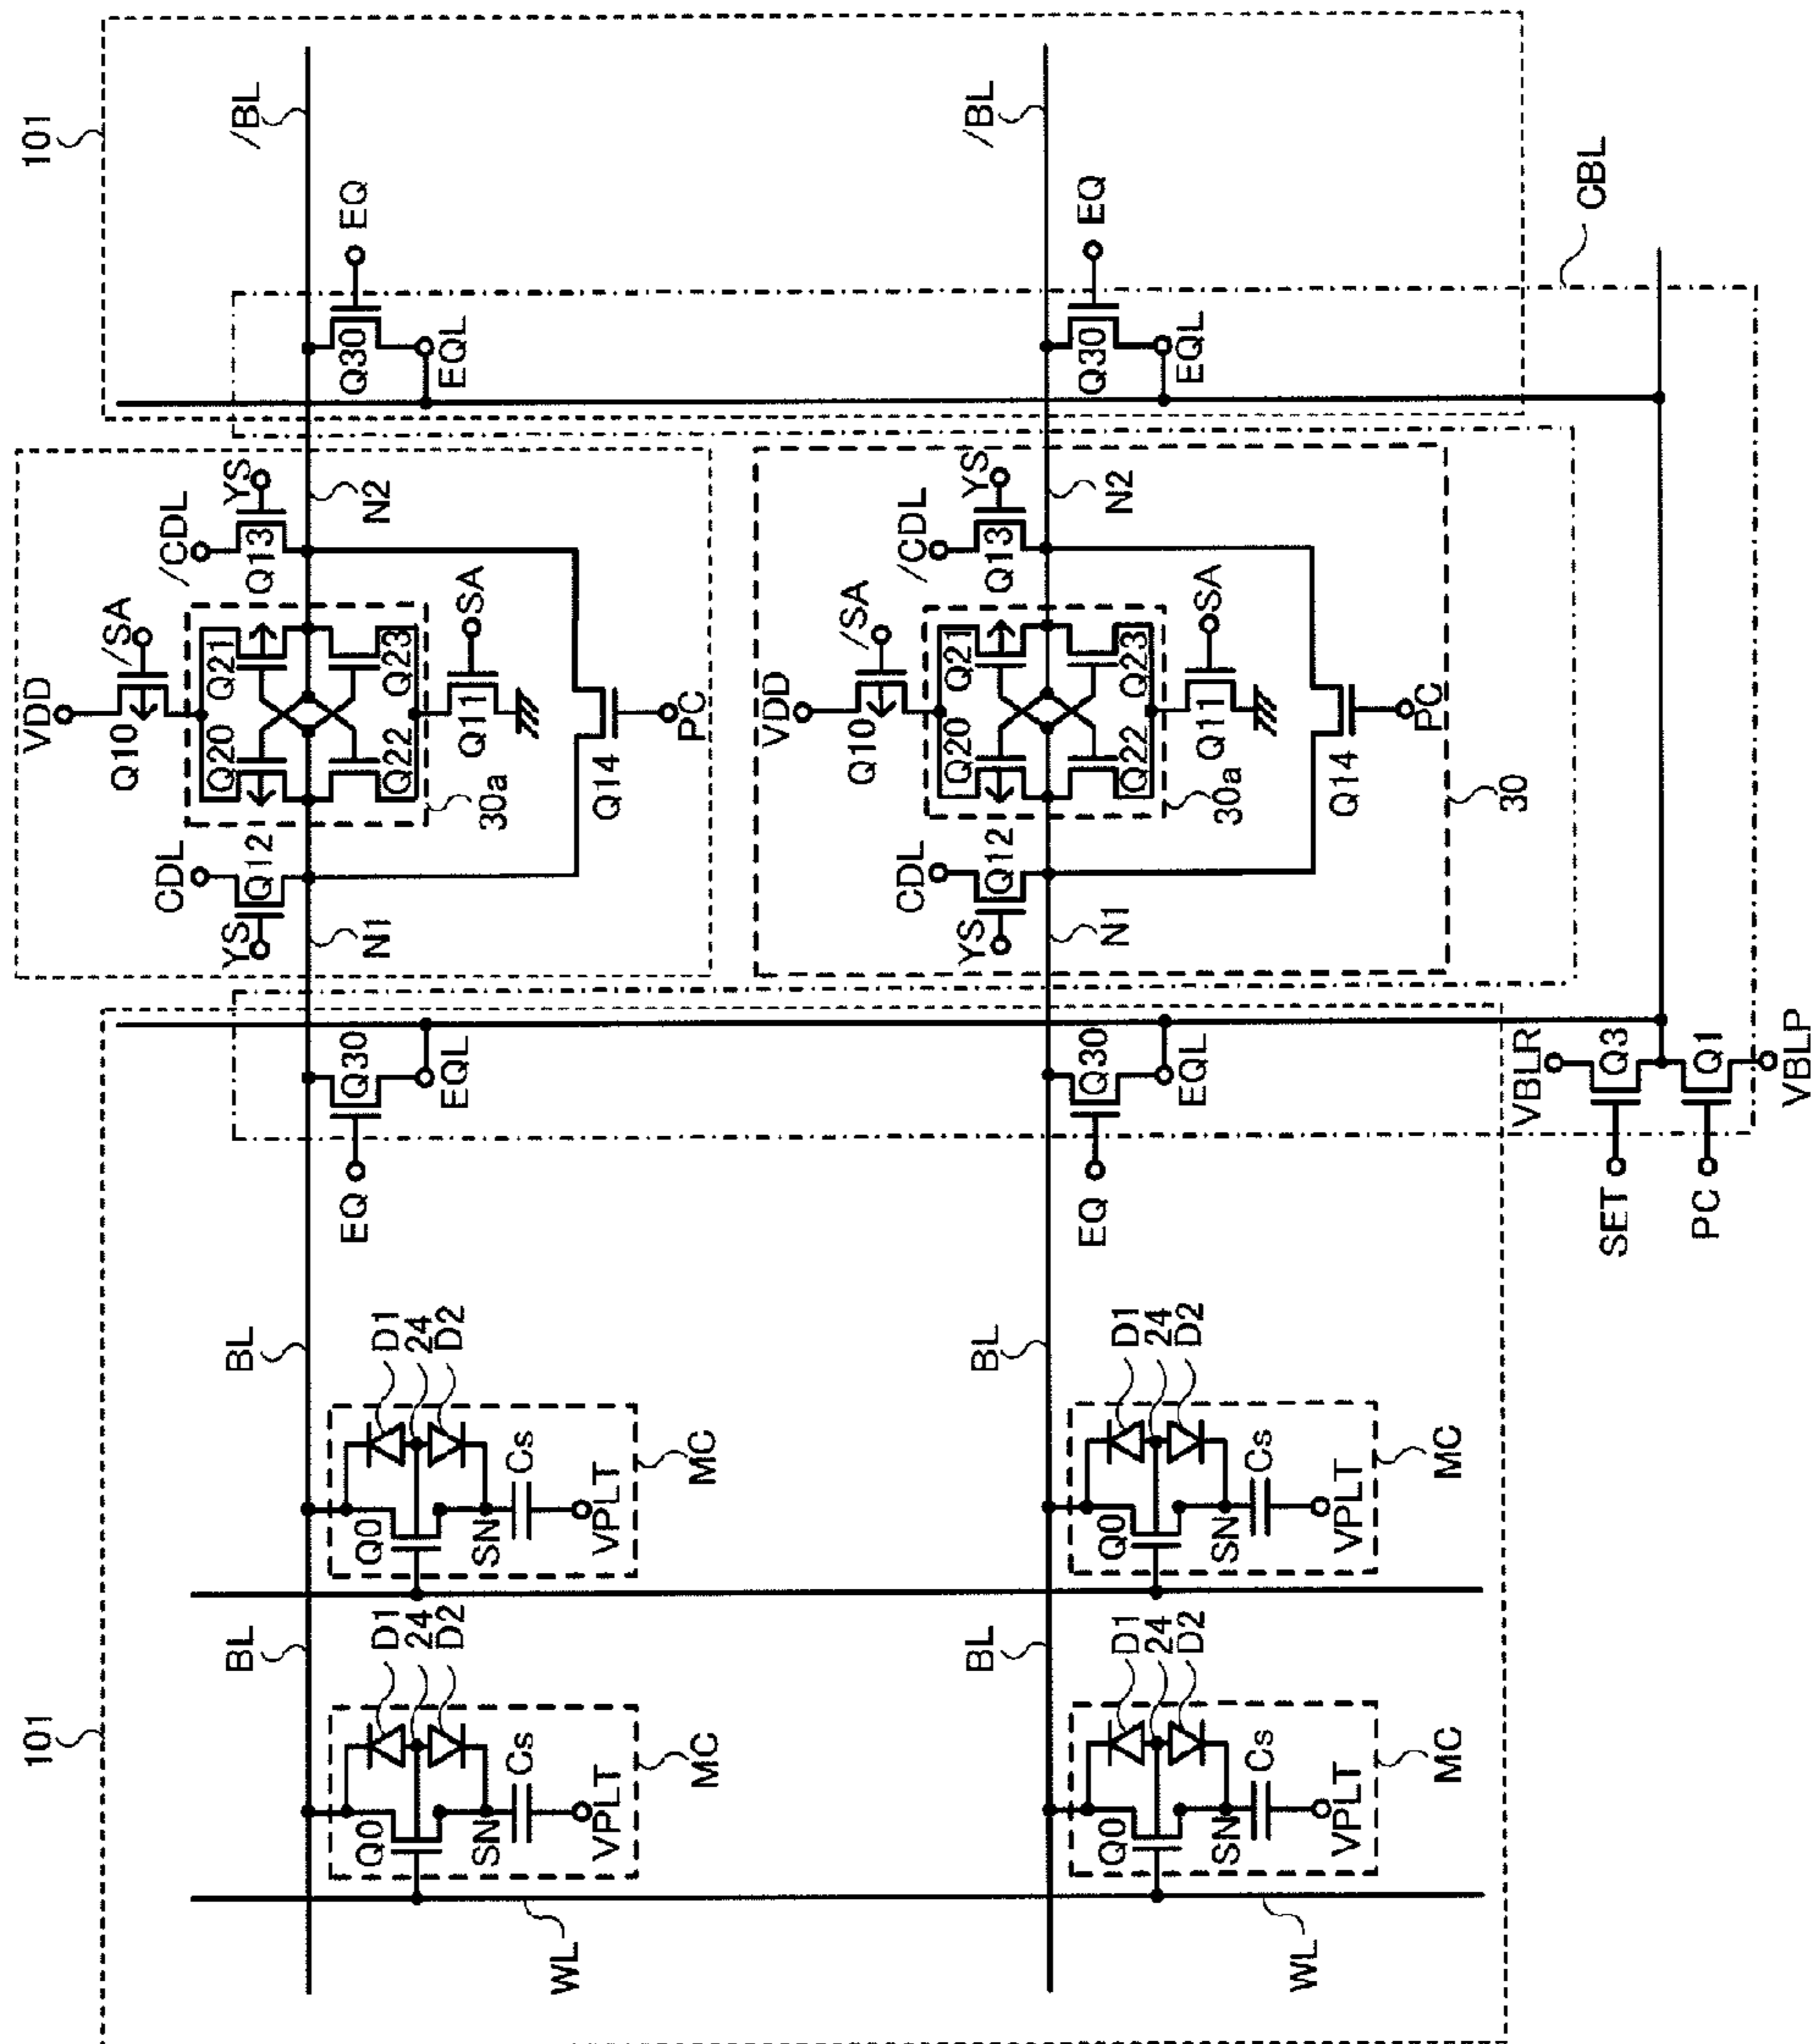 101
VDD
101
Q10
/SA
CDL
/CDL
YS
Q12
Q20
Q21
Q13
YS
BL
BL
N1
N2
/BL
Q0
D1
Q0
D1
EQ
Q30
Q22
Q23
Q30
EQ
24
24
D2
D2
SN
Cs
SN
Cs
EQL
30a
Q11
SA
EQL
VPLT
VPLT
WL
MC
MC
Q14
PC
VDD
Q10
/SA
CDL
/CDL
YS
Q12
Q20
Q21
Q13
YS
BL
BL
N1
N2
/BL
Q0
D1
Q0
D1
EQ
Q30
Q22
Q23
Q30
EQ
24
24
D2
D2
SN
Cs
SN
Cs
EQL
30a
Q11
SA
EQL
VPLT
VPLT
WL
MC
MC
Q14
PC
30
VBLR
SET
Q3
CBL
PC
Q1
VBLP